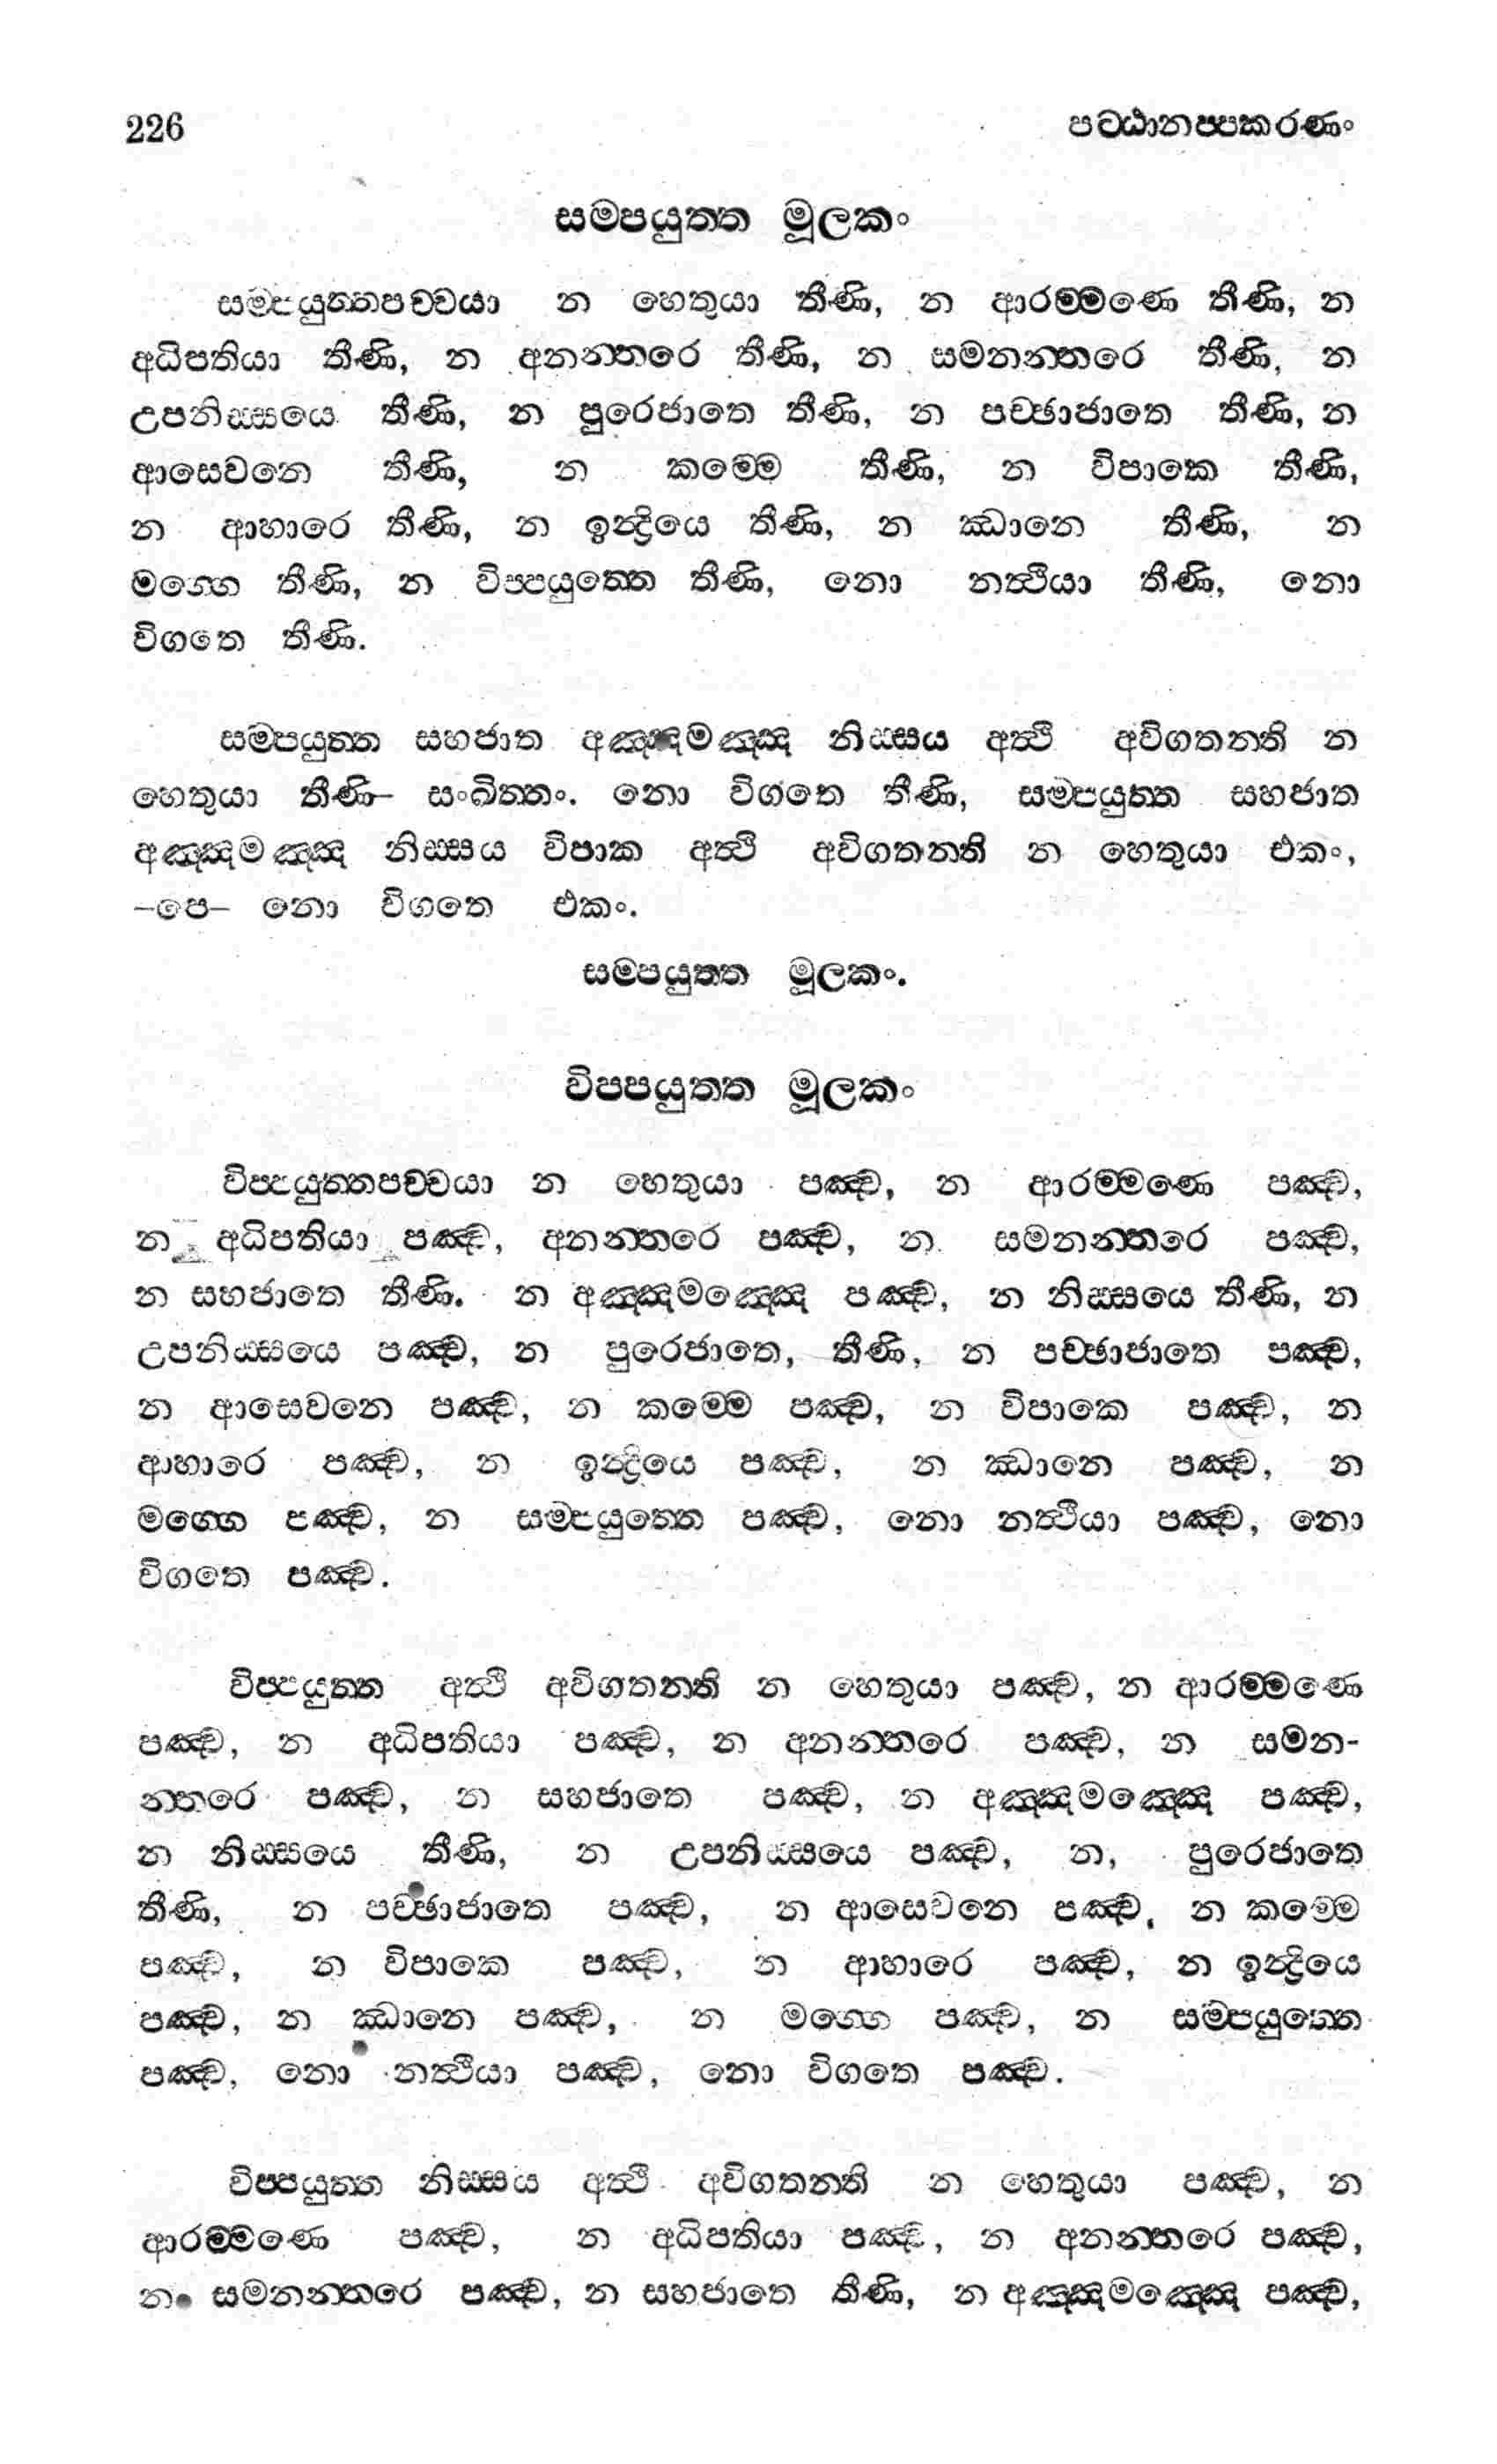 226 පට්ඨානප්පකරණං
සම්පයුත්ත මූලකං
සම්පයුත්තපච්චයා න හෙතුයා තීණි, න ආරම්මණෙ තීණි, න
අධිපතියා තීණි, න අනන්තරෙ තීණි, න සමනන්තරෙ තීණි, න
උපනිස්සයෙ තීණි, න පුරෙජාතෙ තීණි, න පච්ඡාජාතෙ තීණි, න
ආසෙවනෙ තීණි, න කම්මෙ තීණි, න විපාකෙ තීණි,
න ආහාරෙ තීණි, න ඉන්ද්‍රියෙ තීණි, න ඣානෙ තීණි, න
මග්ගෙ තීණි, න විප්පයුත්තෙ තීණි, නො නත්ථියා තීණි, නො
විගතෙ තීණි.
සම්පයුත්ත සහජාත අඤ්ඤමඤ්ඤ නිස්සය අත්ථි අවිගතන්ති න
හෙතුයා තීණි– සංඛිත්තං. නො විගතෙ තීණි, සම්පයුත්ත සහජාත
අඤ්ඤමඤ්ඤ නිස්සය විපාක අත්ථි අවිගතන්ති න හෙතුයා එකං,
–පෙ– නො විගතෙ එකං.
සම්පයුත්ත මූලකං.
විප්පයුත්ත මූලකං
විප්පයුත්තපච්චයා න හෙතුයා පඤ්ච, න ආරම්මණෙ පඤ්ච,
න අධිපතියා පඤ්ච, අනන්තරෙ පඤ්ච, න සමනන්තරෙ පඤ්ච,
න සහජාතෙ තීණි. න අඤ්ඤමඤ්ඤෙ පඤ්ච, න නිස්සයෙ තීණි, න
උපනිස්සයෙ පඤ්ච, න පුරෙජාතෙ, තීණි, න පච්ඡාජාතෙ පඤ්ච,
න ආසෙවනෙ පඤ්ච, න කම්මෙ පඤ්ච, න විපාකෙ පඤ්ච, න
ආහාරෙ පඤ්ච, න ඉන්ද්‍රියෙ පඤ්ච, න ඣානෙ පඤ්ච, න
මග්ගෙ පඤ්ච, න සම්පයුත්තෙ පඤ්ච, නො නත්ථියා පඤ්ච, නො
විගතෙ පඤ්ච.
විප්පයුත්ත අත්ථි අවිගතන්ති න හෙතුයා පඤ්ච, න ආරම්මණෙ
පඤ්ච, න අධිපතියා පඤ්ච, න අනන්තරෙ පඤ්ච, න සමන-
න්තරෙ පඤ්ච, න සහජාතෙ පඤ්ච, න අඤ්ඤමඤ්ඤෙ පඤ්ච,
න නිස්සයෙ තීණි, න උපනිස්සයෙ පඤ්ච, න, පුරෙජාතෙ
තීණි, න පච්ඡාජාතෙ පඤ්ච, න ආසෙවනෙ පඤ්ච, න කම්මෙ
පඤ්ච, න විපාකෙ පඤ්ච, න ආහාරෙ පඤ්ච, න ඉන්ද්‍රියෙ
පඤ්ච, න ඣානෙ පඤ්ච, න මග්ගෙ පඤ්ච, න සම්පයුත්තෙ
පඤ්ච, නො නත්ථියා පඤ්ච, නො විගතෙ පඤ්ච.
විප්පයුත්ත නිස්සය අත්ථි අවිගතන්ති න හෙතුයා පඤ්ච, න
ආරම්මණෙ පඤ්ච, න අධිපතියා පඤ්ච, න අනන්තරෙ පඤ්ච,
න සමනන්තරෙ පඤ්ච, න සහජාතෙ තීණි, න අඤ්ඤමඤ්ඤෙ පඤ්ච,